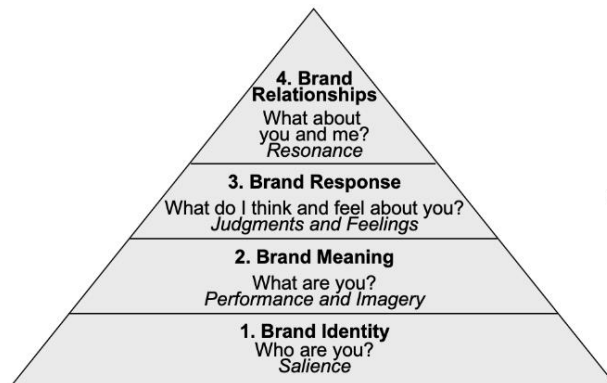 4. Brand
Relationships
What about
you and me?
Resonance
3. Brand Response
What do I think and feel about you?
Judgments and Feelings
2. Brand Meaning
What are you?
Performance and Imagery
1. Brand Identity
Who are you?
Salience